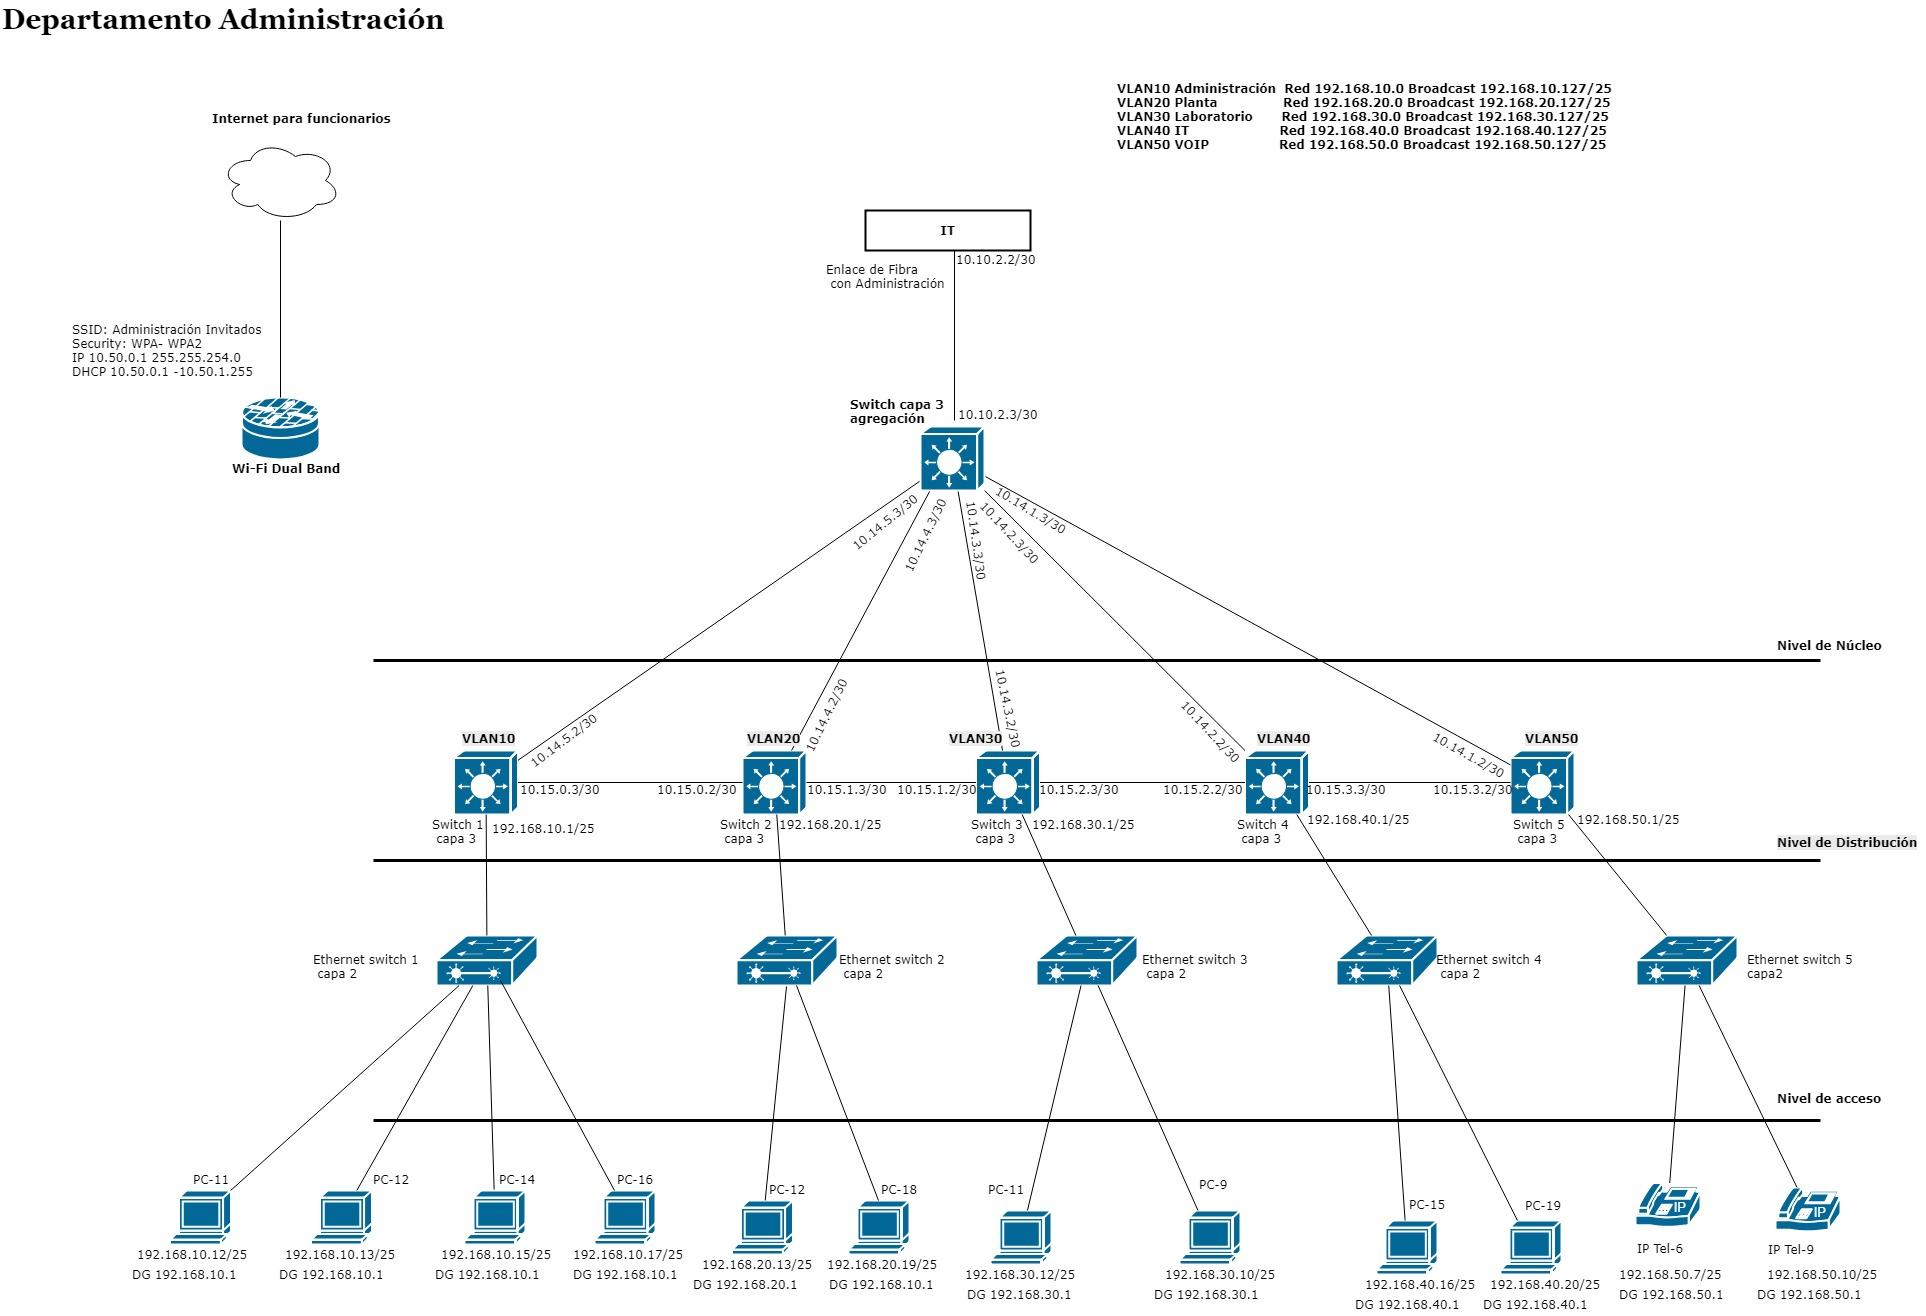 Departamento Administración
VLAN10 Administración Red 192.168.10.0 Broadcast 192.168.10.127/25
VLAN20 Planta Red 192.168.20.0 Broadcast 192.168.20.127/25
VLAN30 Laboratorio Red 192.168.30.0 Broadcast 192.168.30.127/25
VLAN40 IT Red 192.168.40.0 Broadcast 192.168.40.127/25
VLAN50 VOIP Red 192.168.50.0 Broadcast 192.168.50.127/25
Internet para funcionarios
IT
10.10.2.2/30
Enlace de Fibra
con Administración
SSID: Administración Invitados
Security: WPA- WPA2
IP 10.50.0.1 255.255.254.0
DHCP 10.50.0.1 -10.50.1.255
Wi-Fi Dual Band
Switch capa 3
agregación
10.10.2.3/30
10.14.5.3/30
10.14.4.3/30
10.14.3.3/30
10.14.2.3/30
10.14.1.3/30
Nivel de Núcleo
10.14.5.2/30
10.14.4.2/30
10.14.3.2/30
10.14.2.2/30
10.14.1.2/30
VLAN10
VLAN20
VLAN30
VLAN40
VLAN50
10.15.0.3/30
10.15.0.2/30
10.15.1.3/30
10.15.1.2/30
10.15.2.3/30
10.15.2.2/30
10.15.3.3/30
10.15.3.2/30
Switch 1
capa 3
192.168.10.1/25
Switch 2
capa 3
192.168.20.1/25
Switch 3
capa 3
192.168.30.1/25
Switch 4
capa 3
192.168.40.1/25
Switch 5
capa 3
192.168.50.1/25
Nivel de Distribución
Ethernet switch 1
capa 2
Ethernet switch 2
capa 2
Ethernet switch 3
capa 2
Ethernet switch 4
capa 2
Ethernet switch 5
capa2
Nivel de acceso
PC-11
192.168.10.12/25
DG 192.168.10.1
PC-12
192.168.10.13/25
DG 192.168.10.1
PC-14
192.168.10.15/25
DG 192.168.10.1
PC-16
192.168.10.17/25
DG 192.168.10.1
PC-12
192.168.20.13/25
DG 192.168.20.1
PC-18
192.168.20.19/25
DG 192.168.10.1
PC-11
192.168.30.12/25
DG 192.168.30.1
PC-9
192.168.30.10/25
DG 192.168.30.1
PC-15
192.168.40.16/25
DG 192.168.40.1
PC-19
192.168.40.20/25
DG 192.168.40.1
IP
IP Tel-6
192.168.50.7/25
DG 192.168.50.1
IP
IP Tel-9
192.168.50.10/25
DG 192.168.50.1